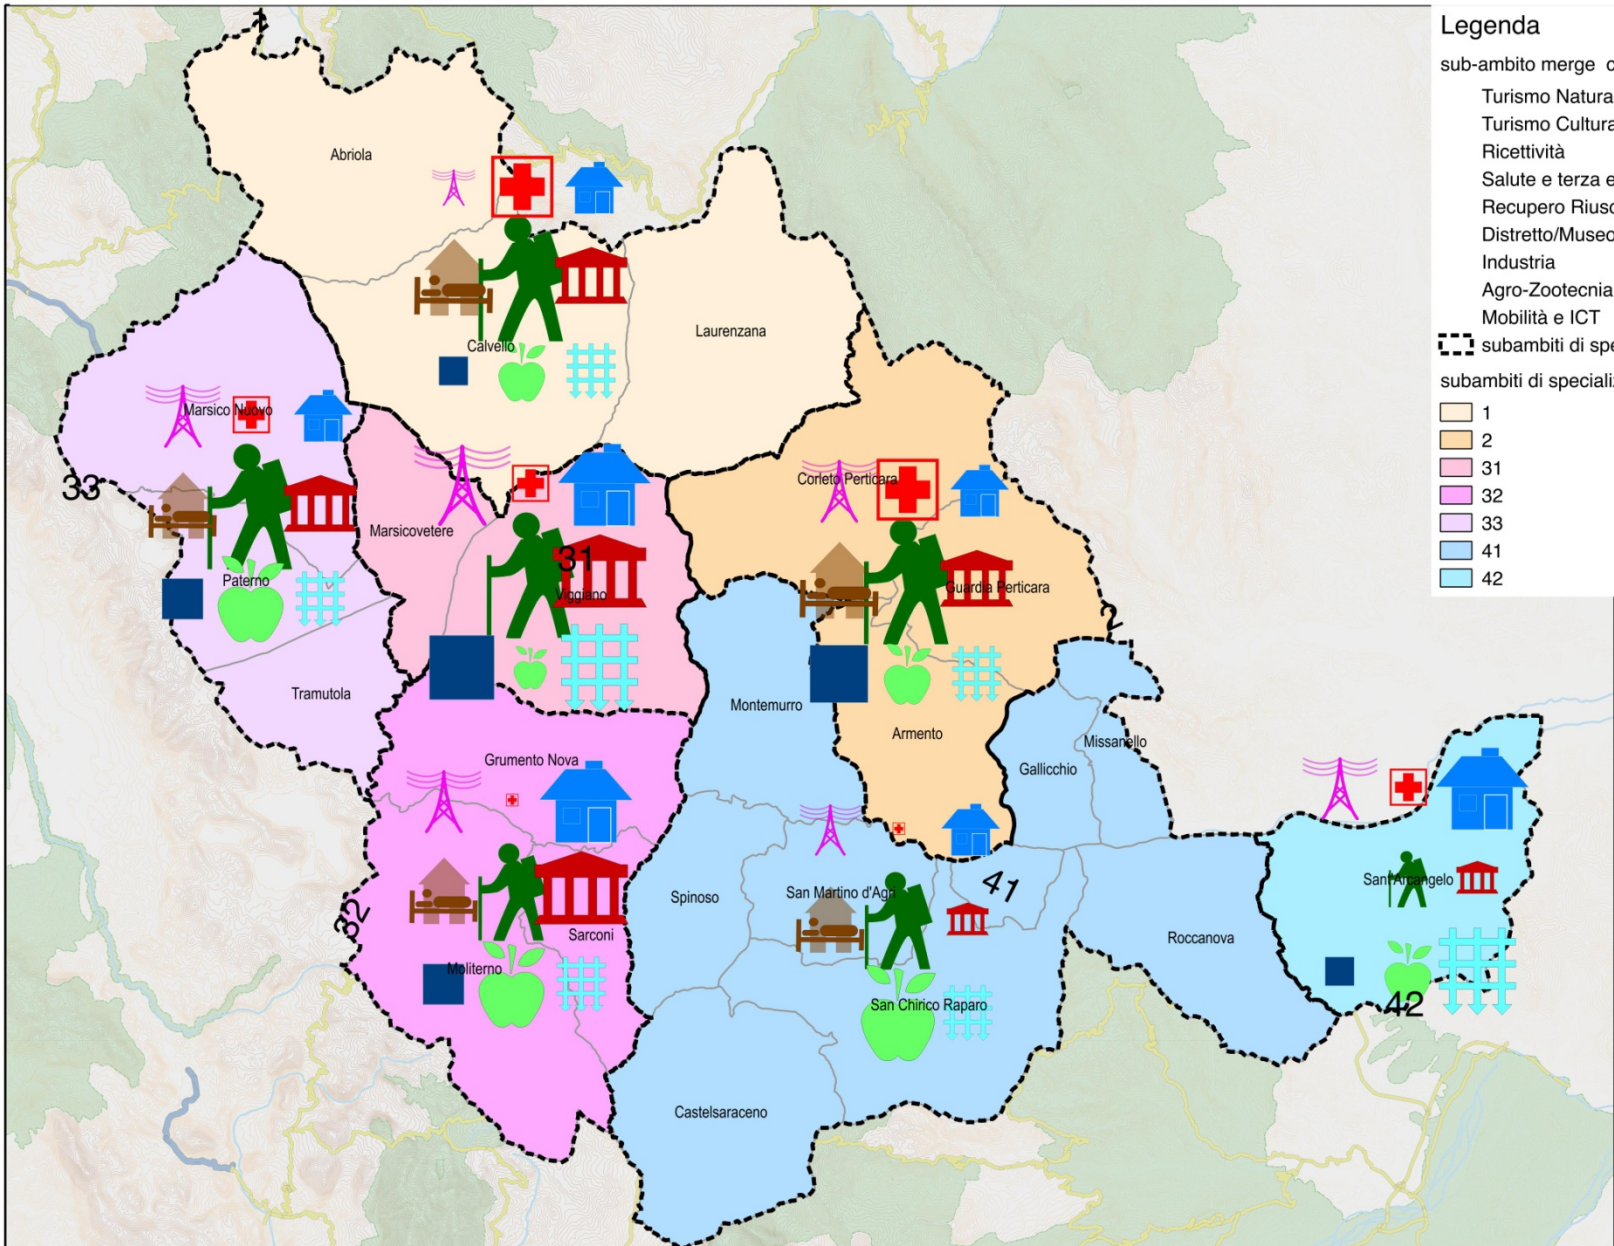 Legenda
sub-ambito merge c
Turismo Natura
Turismo Cultura
Ricettività
Salute e terza e
Recupero Riuso
Distretto/Museo
Industria
Agro-Zootecnia
Mobilità e ICT
subambiti di spe
subambiti di speciali
1
2
31
32
33
41
42
1
Abriola
Laurenzana
Calvello
Marsico Nuovo
33
Corleto Perticara
Marsicovetere
31
Viggiano
Paterno
Guardia Perticara
2
Tramutola
Montemurro
Armento
Missanello
Gallicchio
Grumento Nova
Sant'Arcangelo
41
San Martino d'Agri
Spinoso
32
Sarconi
Roccanova
Moliterno
San Chirico Raparo
42
Castelsaraceno